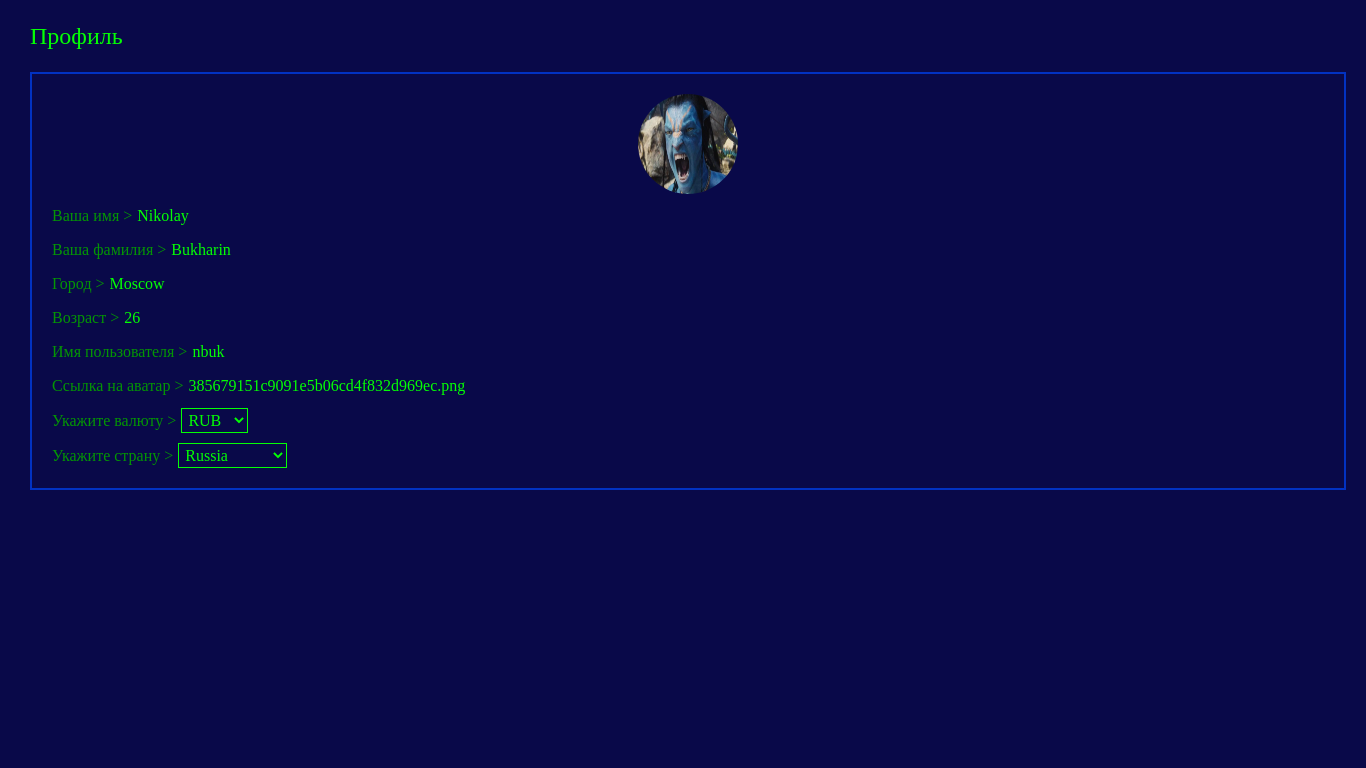 Профиль
Ваша имя > Nikolay
Ваша фамилия > Bukharin
Город > Moscow
Возраст > 26
Имя пользователя > nbuk
Ссылка на аватар > 385679151c9091e5b06cd4f832d969ec.png
Укажите валюту > RUB
Укажите страну > Russia